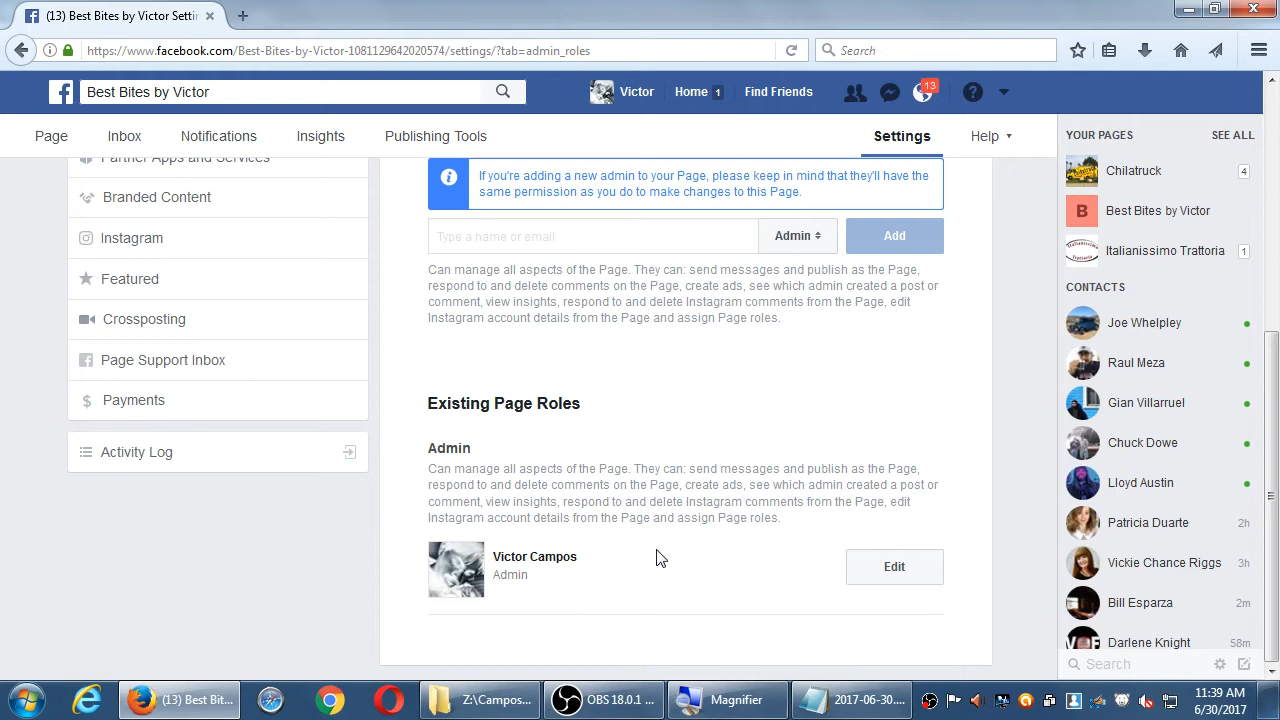 (13) Best Bites by Victor Setti
https://www.facebook.com/Best-Bites-by-Victor-1081129642020574/settings/?tab=admin_roles
Search
Best Bites by Victor
Victor
Home 1
Find Friends
13
Page
Inbox
Notifications
Insights
Publishing Tools
Settings
Help
Partner Apps and Services
Branded Content
Instagram
Featured
Crossposting
Page Support Inbox
$ Payments
Activity Log
If you're adding a new admin to your Page, please keep in mind that they'll have the
same permission as you do to make changes to this Page.
Type a name or email
Admin
Add
Can manage all aspects of the Page. They can: send messages and publish as the Page,
respond to and delete comments on the Page, create ads, see which admin created a post or
comment, view insights, respond to and delete Instagram comments from the Page, edit
Instagram account details from the Page and assign Page roles.
Existing Page Roles
Admin
Can manage all aspects of the Page. They can: send messages and publish as the Page,
respond to and delete comments on the Page, create ads, see which admin created a post or
comment, view insights, respond to and delete Instagram comments from the Page, edit
Instagram account details from the Page and assign Page roles.
Victor Campos
Admin
Edit
YOUR PAGES
SEE ALL
Chilatruck 4
B Best Bites by Victor
Italianissimo Trattoria 1
CONTACTS
Joe Whelpley
Raul Meza
Gian Villarruel
Chuck Dowe
Lloyd Austin
Patricia Duarte 2h
Vickie Chance Riggs 3h
Bill Esparza 2m
Darlene Knight 58m
Search
(13) Best Bit...
Z:\Campos...
OBS 18.0.1 ...
Magnifier
2017-06-30....
11:39 AM
6/30/2017